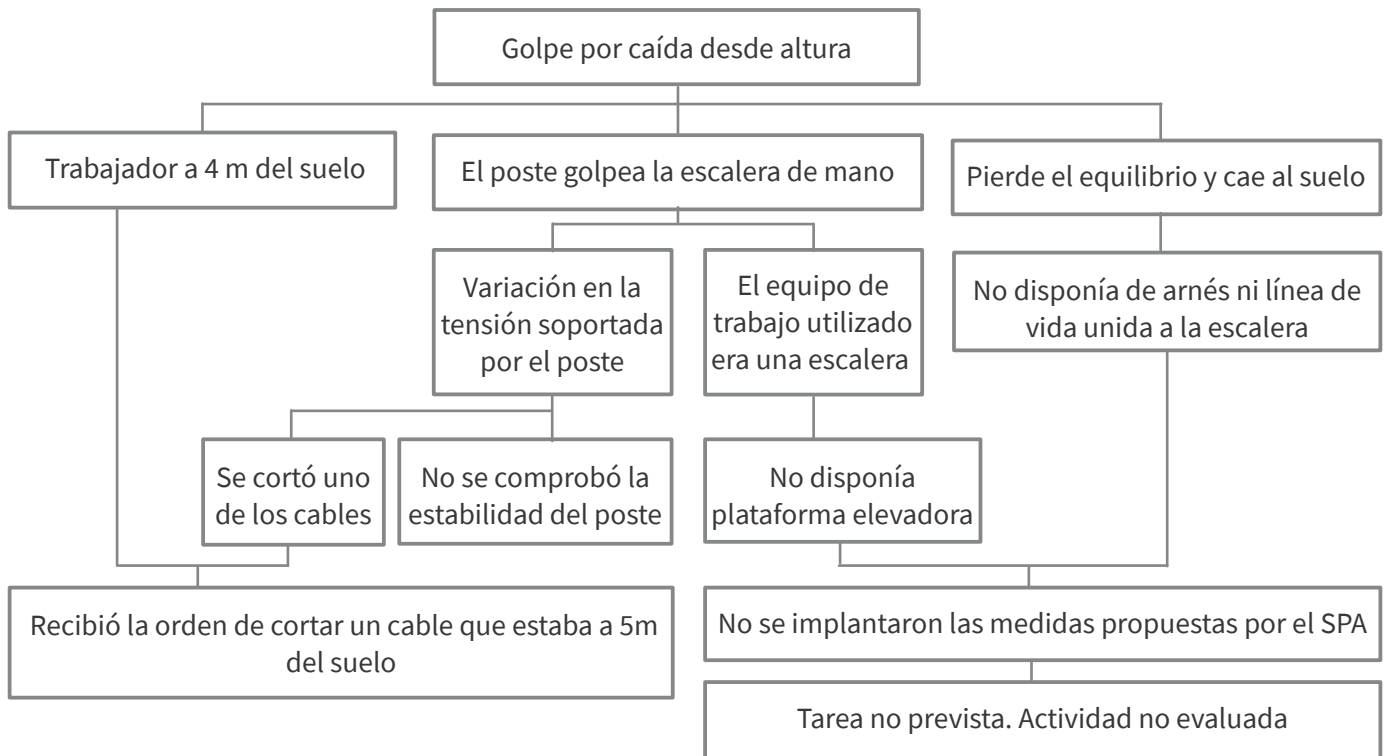 Golpe por caída desde altura
Trabajador a 4 m del suelo
El poste golpea la escalera de mano
Pierde el equilibrio y cae al suelo
Variación en la
tensión soportada
por el poste
El equipo de
trabajo utilizado
era una escalera
No disponía de arnés ni línea de
vida unida a la escalera
Se cortó uno
de los cables
No se comprobó la
estabilidad del poste
No disponía
plataforma elevadora
Recibió la orden de cortar un cable que estaba a 5m
del suelo
No se implantaron las medidas propuestas por el SPA
Tarea no prevista. Actividad no evaluada